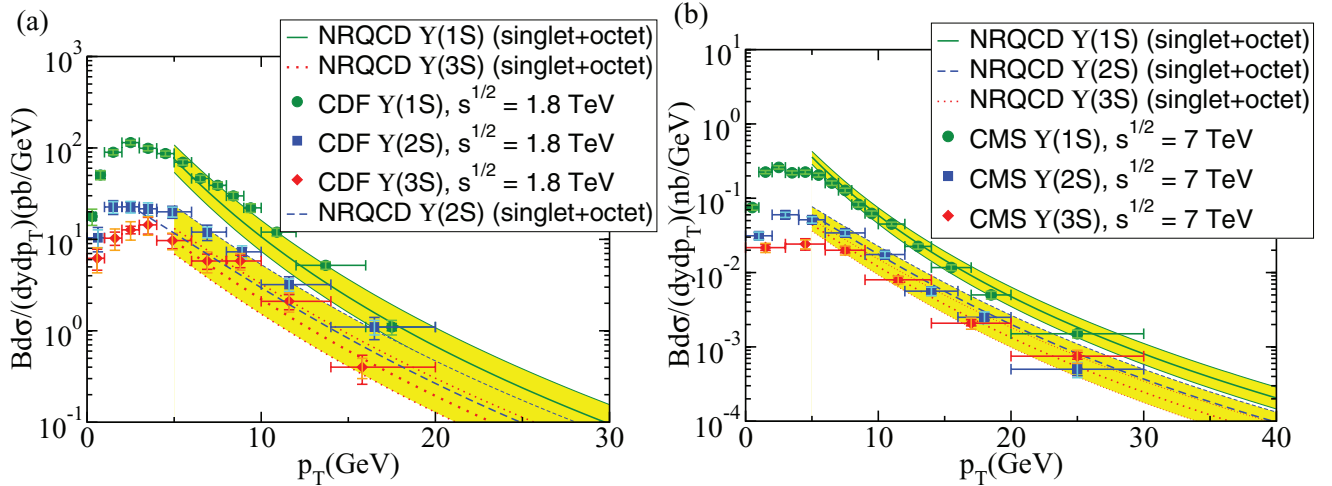 (a)
NRQCD ϒ(1S) (singlet+octet)
NRQCD ϒ(3S) (singlet+octet)
CDF ϒ(1S), s^1/2 = 1.8 TeV
CDF ϒ(2S), s^1/2 = 1.8 TeV
CDF ϒ(3S), s^1/2 = 1.8 TeV
NRQCD ϒ(2S) (singlet+octet)
Bdσ/(dydp_T)(pb/GeV)
10^3
10^2
10^1
10^0
10^-1
0 10 20 30
p_T(GeV)
(b)
NRQCD ϒ(1S) (singlet+octet)
NRQCD ϒ(2S) (singlet+octet)
NRQCD ϒ(3S) (singlet+octet)
CMS ϒ(1S), s^1/2 = 7 TeV
CMS ϒ(2S), s^1/2 = 7 TeV
CMS ϒ(3S), s^1/2 = 7 TeV
Bdσ/(dydp_T)(nb/GeV)
10^1
10^0
10^-1
10^-2
10^-3
10^-4
0 10 20 30 40
p_T(GeV)